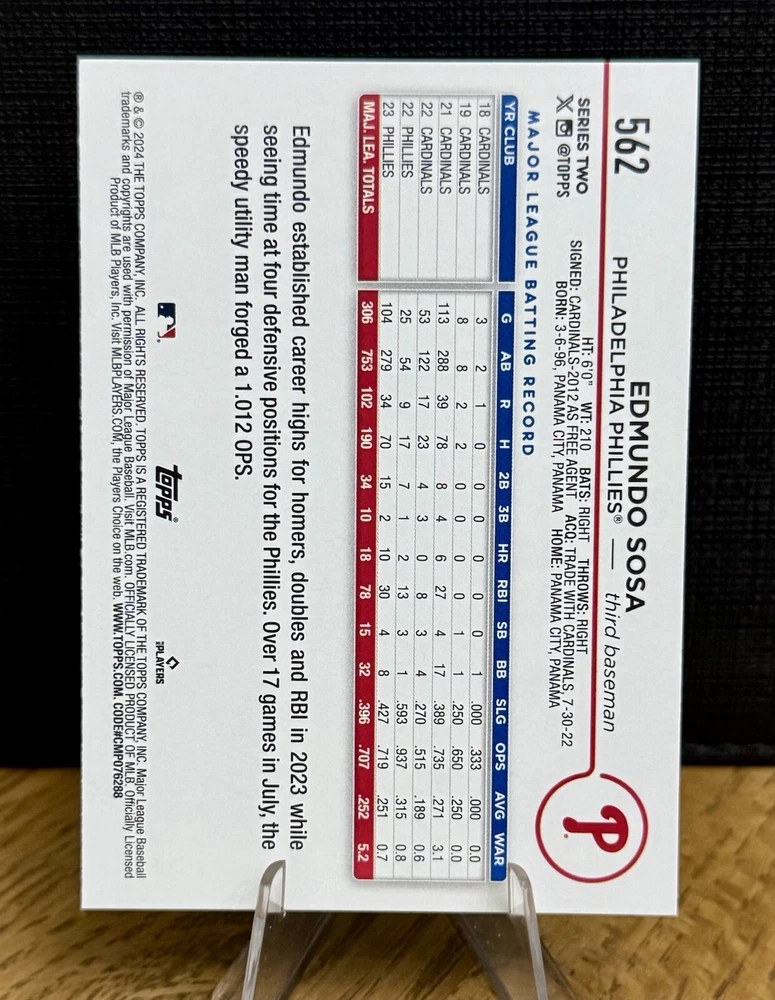 562
EDMUNDO SOSA
PHILADELPHIA PHILLIES® — third baseman
SERIES TWO
X @TOPPS
HT: 6'0" WT: 210 BATS: RIGHT THROWS: RIGHT
SIGNED: CARDINALS-2012 AS FREE AGENT ACQ: TRADE WITH CARDINALS, 7-30-22
BORN: 3-6-96, PANAMA CITY, PANAMA HOME: PANAMA CITY, PANAMA
P
MAJOR LEAGUE BATTING RECORD
YR CLUB G AB R H 2B 3B HR RBI SB BB SLG OPS AVG WAR
18 CARDINALS 3 2 1 0 0 0 0 0 0 1 .000 .333 .000 0.0
19 CARDINALS 8 8 2 2 0 0 0 0 1 1 .250 .650 .250 0.0
21 CARDINALS 113 288 39 78 8 4 6 27 4 17 .389 .735 .271 3.1
22 CARDINALS 53 122 17 23 4 3 0 8 3 4 .270 .515 .189 0.6
22 PHILLIES 25 54 9 17 7 1 2 13 3 1 .593 .937 .315 0.8
23 PHILLIES 104 279 34 70 15 2 10 30 4 8 .427 .719 .251 0.7
MAJ. LEA. TOTALS 306 753 102 190 34 10 18 78 15 32 .396 .707 .252 5.2
Edmundo established career highs for homers, doubles and RBI in 2023 while
seeing time at four defensive positions for the Phillies. Over 17 games in July, the
speedy utility man forged a 1.012 OPS.
topps®
PLAYERS
® & © 2024 THE TOPPS COMPANY, INC. ALL RIGHTS RESERVED. TOPPS IS A REGISTERED TRADEMARK OF THE TOPPS COMPANY, INC. Major League Baseball
trademarks and copyrights are used with permission of Major League Baseball. Visit MLB.com. OFFICIALLY LICENSED PRODUCT OF MLB. Officially Licensed
Product of MLB Players, Inc. Visit MLBPLAYERS.COM, the Players Choice on the web. WWW.TOPPS.COM. CODE#CMP076288